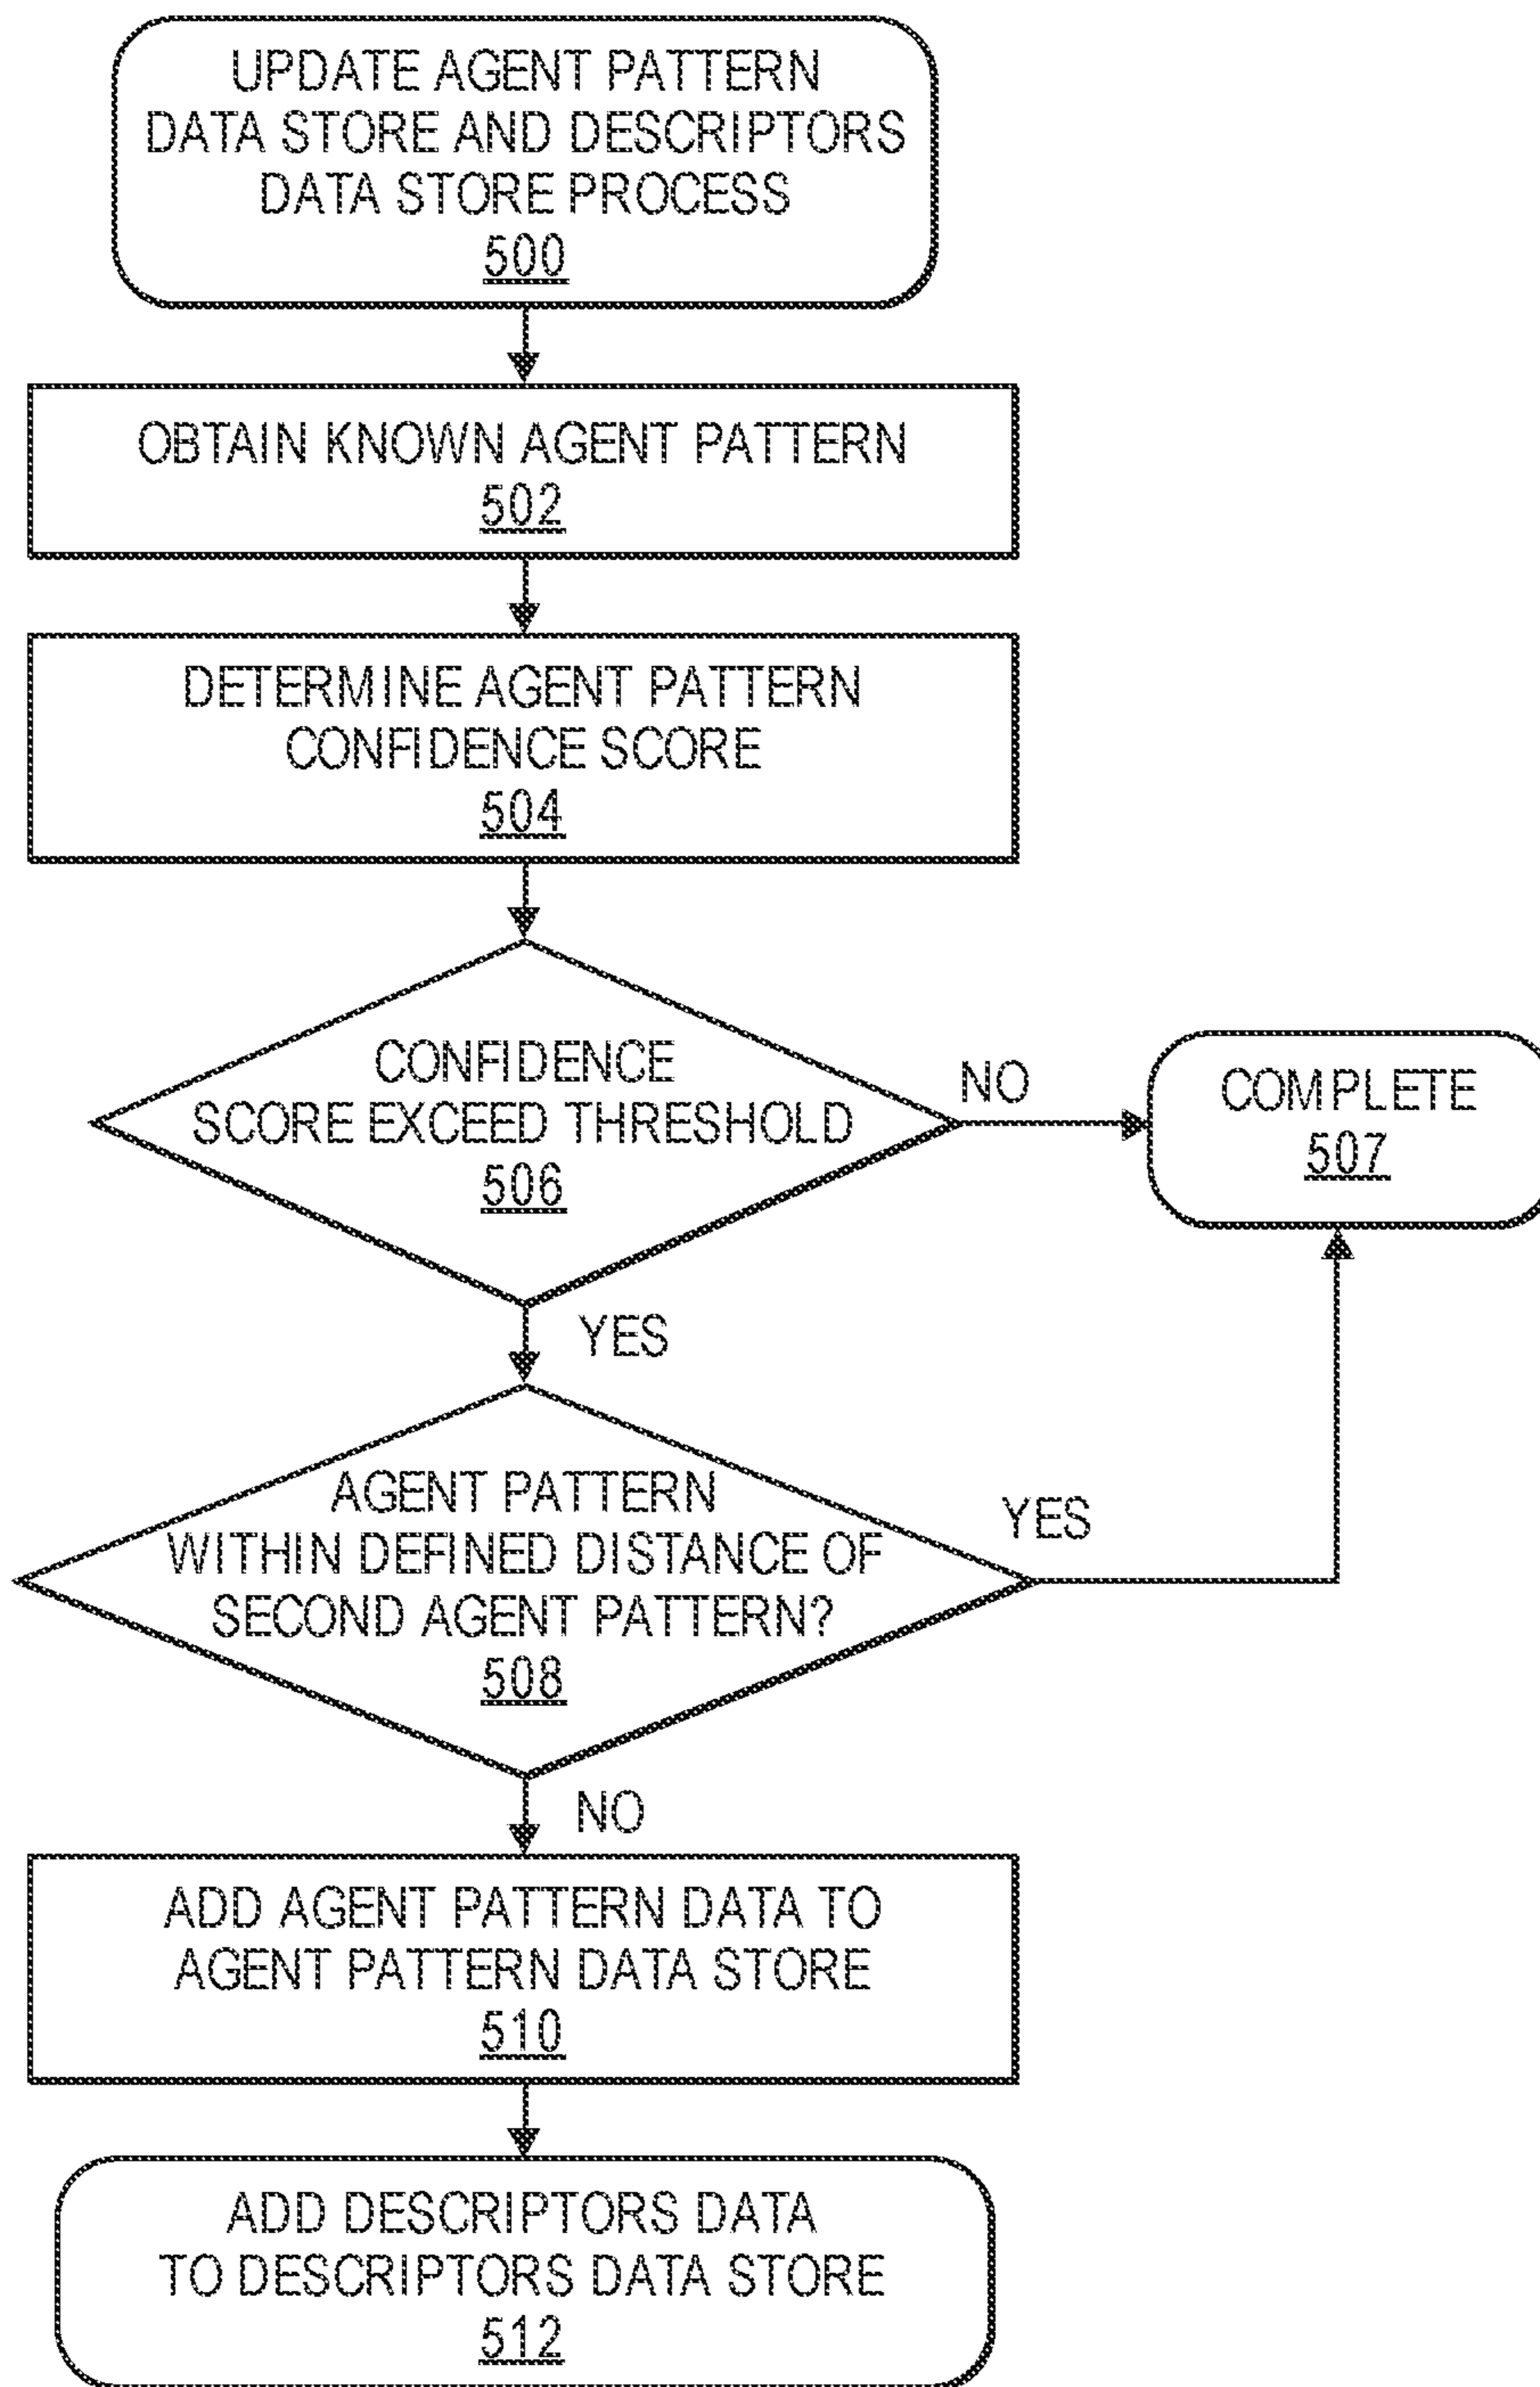 UPDATE AGENT PATTERN
DATA STORE AND DESCRIPTORS
DATA STORE PROCESS
500
OBTAIN KNOWN AGENT PATTERN
502
DETERMINE AGENT PATTERN
CONFIDENCE SCORE
504
CONFIDENCE
SCORE EXCEED THRESHOLD
506
NO
COMPLETE
507
YES
AGENT PATTERN
WITHIN DEFINED DISTANCE OF
SECOND AGENT PATTERN?
508
YES
NO
ADD AGENT PATTERN DATA TO
AGENT PATTERN DATA STORE
510
ADD DESCRIPTORS DATA
TO DESCRIPTORS DATA STORE
512